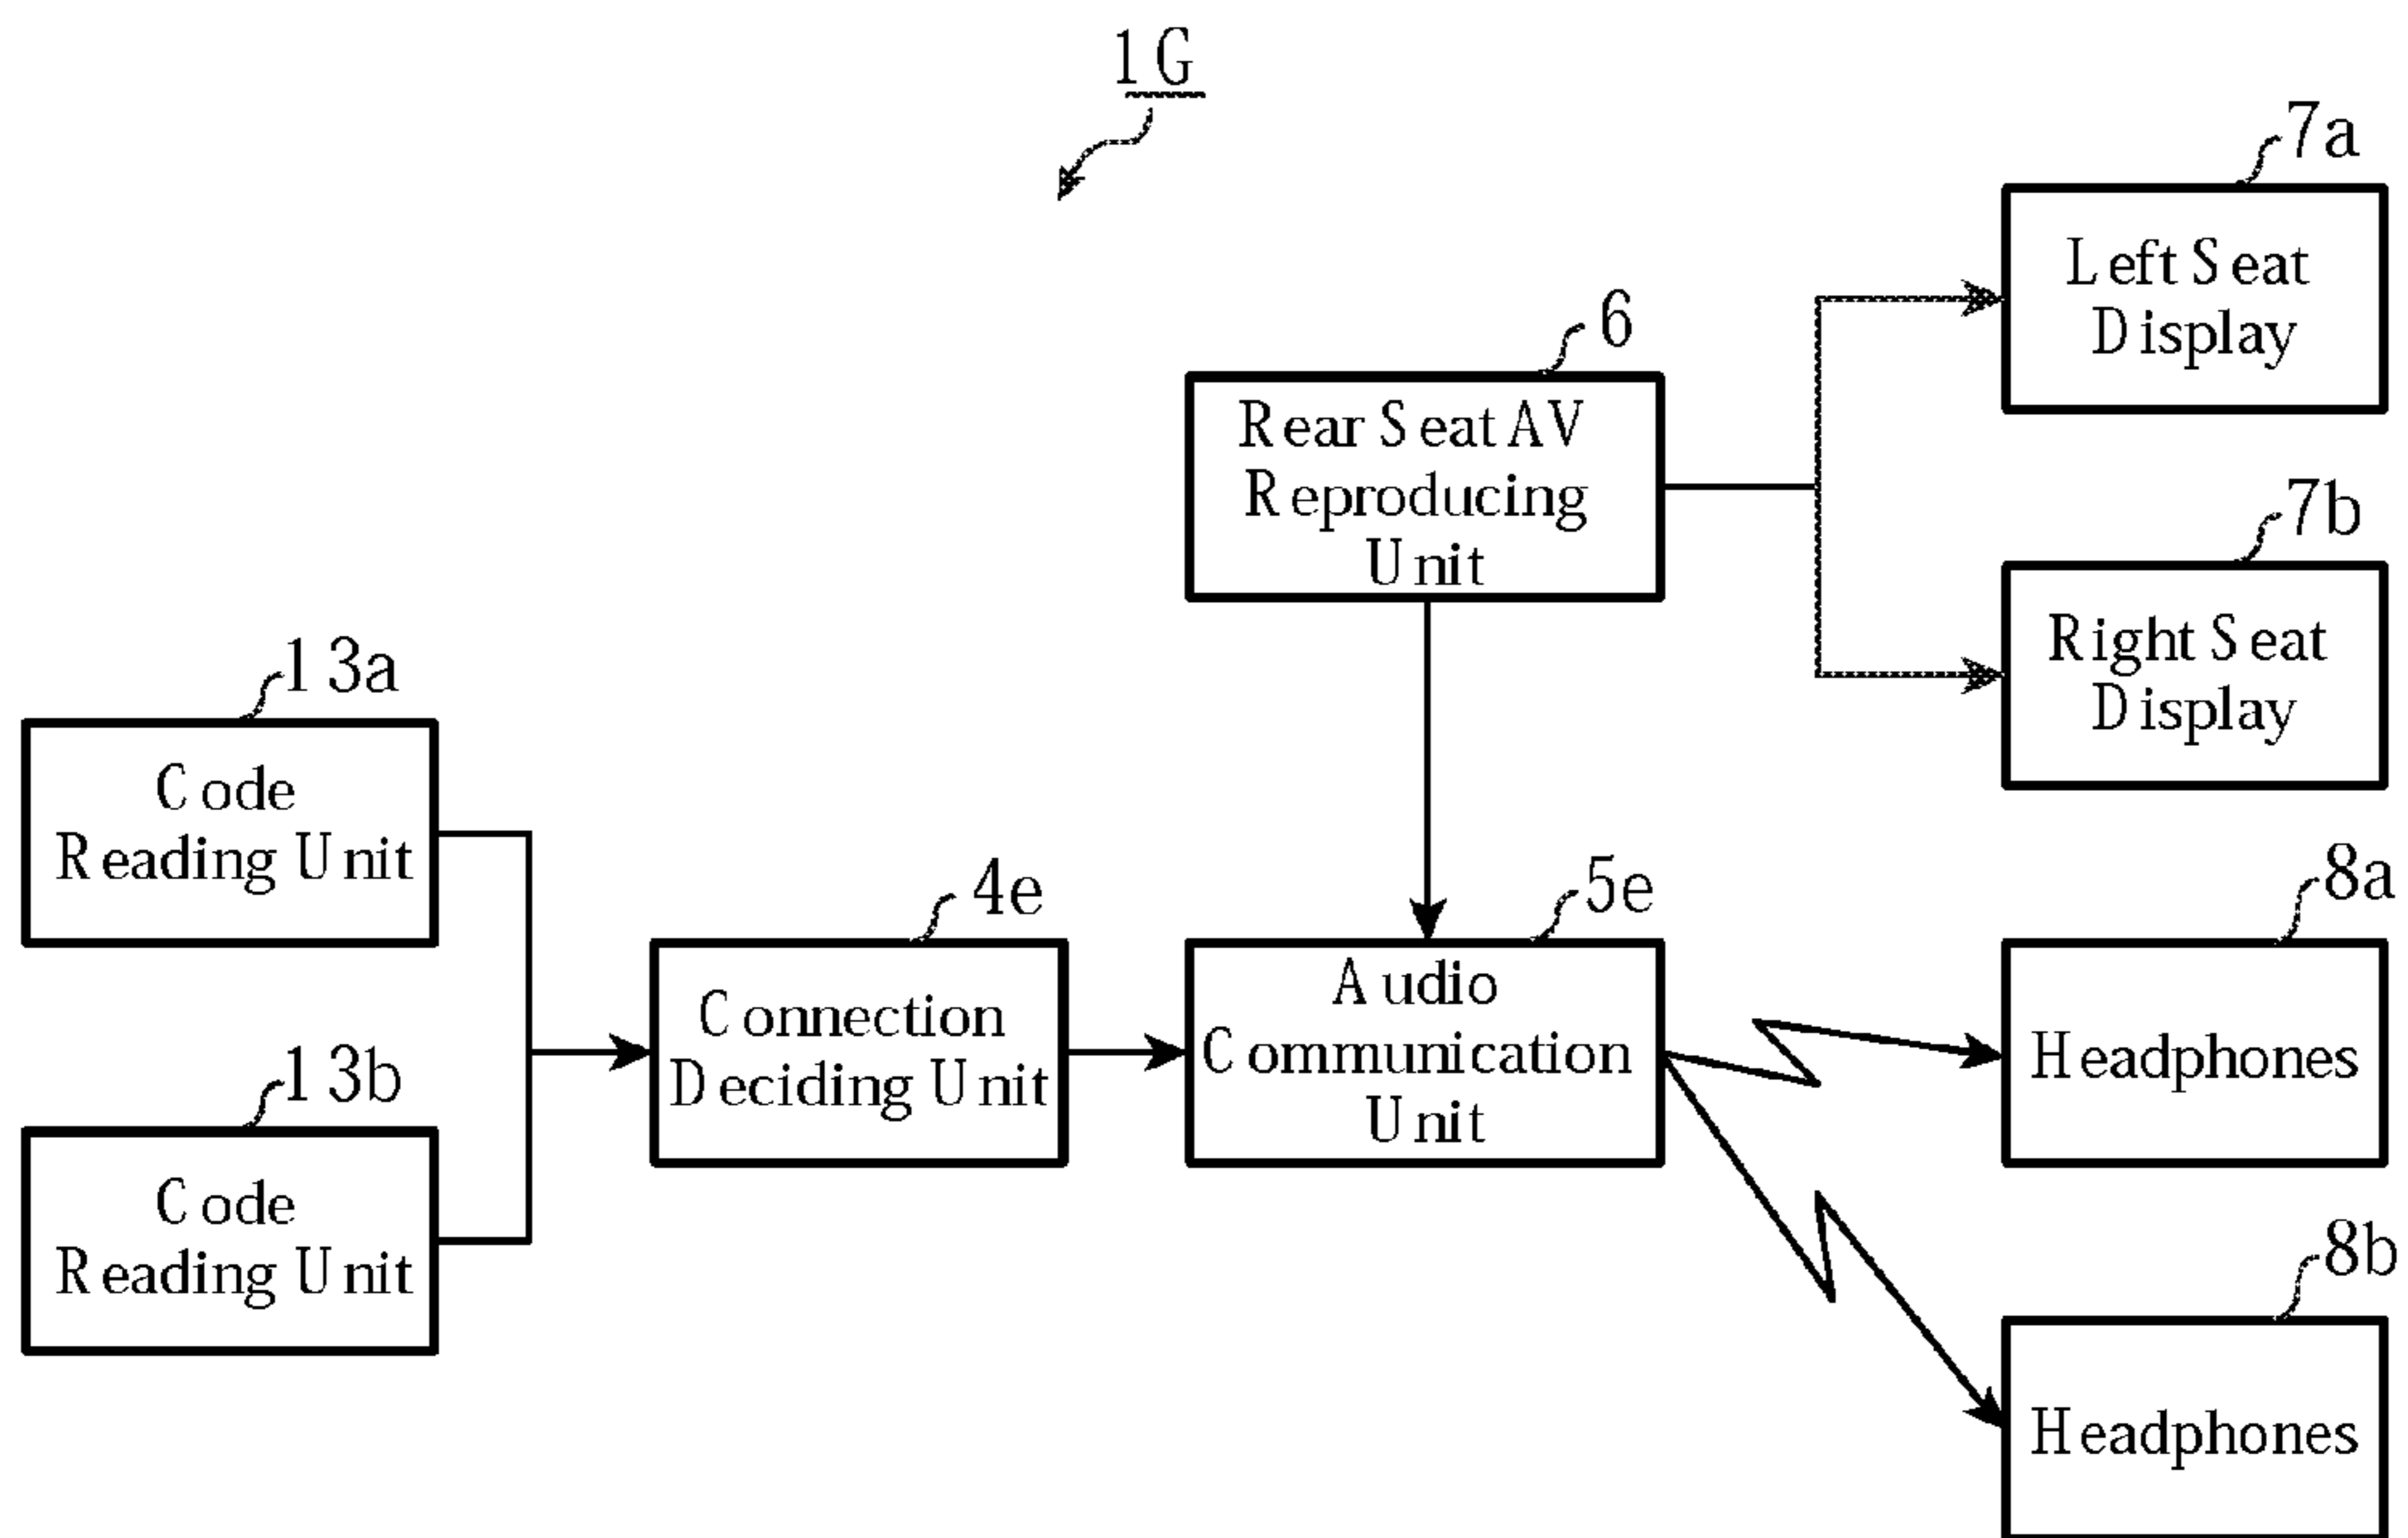 1G
7a
Left Seat
Display
6
Rear Seat AV
Reproducing
Unit
7b
Right Seat
Display
13a
Code
Reading Unit
4e
Connection
Deciding Unit
5e
Audio
Communication
Unit
8a
Headphones
13b
Code
Reading Unit
8b
Headphones